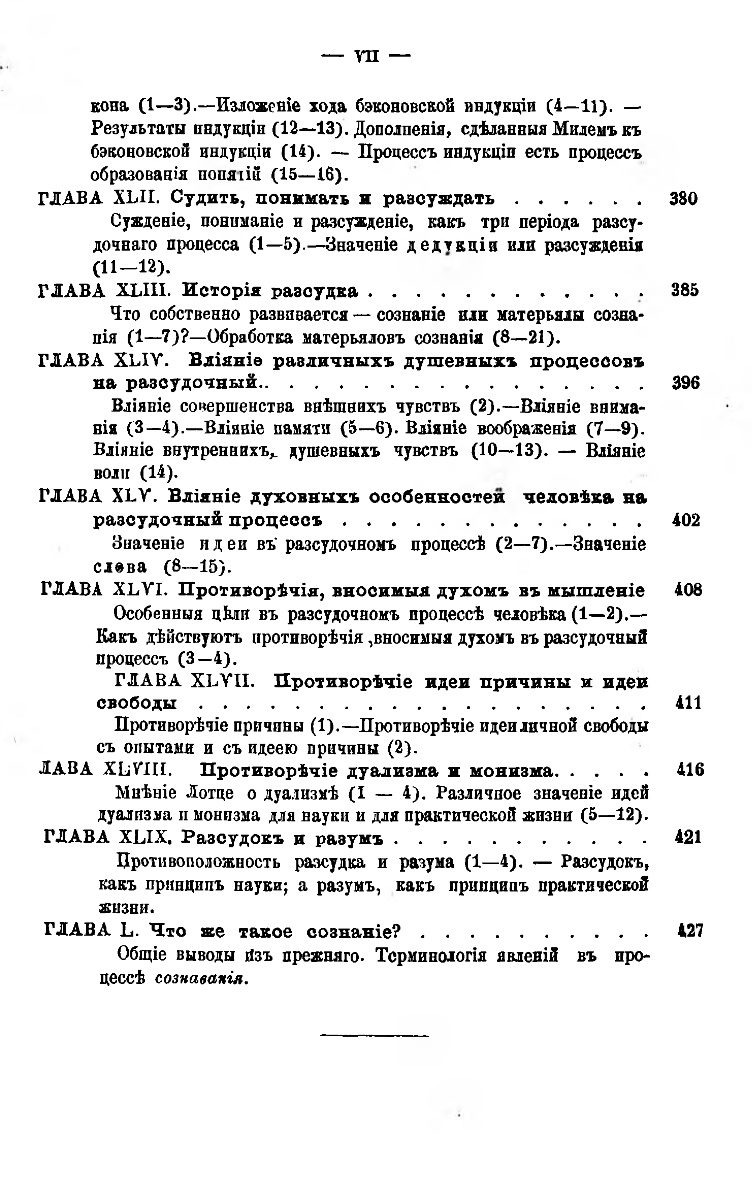 — VII —
кона (1—3).—Изложеніе хода бэконовской индукціи (4—11). —
Результаты индукціи (12—13). Дополненія, сдѣланныя Милемъ къ
бэконовской индукціи (14). — Процессъ индукціи есть процессъ
образованія понятій (15—16).
ГЛАВА XLII. Судить, понимать и разсуждать . . . . . . 380
Сужденіе, пониманіе и разсужденіе, какъ три періода разсу-
дочнаго процесса (1—5).—Значеніе дедукціи или разсужденія
(11—12).
ГЛАВА XLIII. Исторія разсудка . . . . . . . . . . . . 385
Что собственно развивается — сознаніе или матерьялы созна-
нія (1—7)?—Обработка матерьяловъ сознанія (8—21).
ГЛАВА XLIV. Вліяніе различныхъ душевныхъ процессовъ
на разсудочный.. . . . . . . . . . . . . . . . . . 396
Вліяніе совершенства внѣшнихъ чувствъ (2).—Вліяніе внима-
нія (3—4).—Вліяніе памяти (5—6). Вліяніе воображенія (7—9).
Вліяніе внутреннихъ, душевныхъ чувствъ (10—13). — Вліяніе
воли (14).
ГЛАВА XLV. Вліяніе духовныхъ особенностей человѣка на
разсудочный процессъ . . . . . . . . . . . . . . 402
Значеніе идеи въ разсудочномъ процессѣ (2—7).—Значеніе
слова (8—15).
ГЛАВА XLVI. Противорѣчія, вносимыя духомъ въ мышленіе 408
Особенныя цѣли въ разсудочномъ процессѣ человѣка (1—2).—
Какъ дѣйствуютъ противорѣчія ,вносимыя духомъ въ разсудочный
процессъ (3—4).
ГЛАВА XLVII. Противорѣчіе идеи причины и идеи
свободы . . . . . . . . . . . . . . . . . . . . . 411
Противорѣчіе причины (1).—Противорѣчіе идеи личной свободы
съ опытами и съ идеею причины (2).
ЛАВА XLVIII. Противорѣчіе дуализма и монизма. . . . . 416
Мнѣніе Лотце о дуализмѣ (I — 4). Различное значеніе идей
дуализма и монизма для науки и для практической жизни (5—12).
ГЛАВА XLIX. Разсудокъ и разумъ . . . . . . . . . . . 421
Противоположность разсудка и разума (1—4). — Разсудокъ,
какъ принципъ науки; а разумъ, какъ принципъ практической
жизни.
ГЛАВА L. Что же такое сознаніе? . . . . . . . . . . 427
Общіе выводы изъ прежняго. Терминологія явленій въ про-
цессѣ сознаванія.